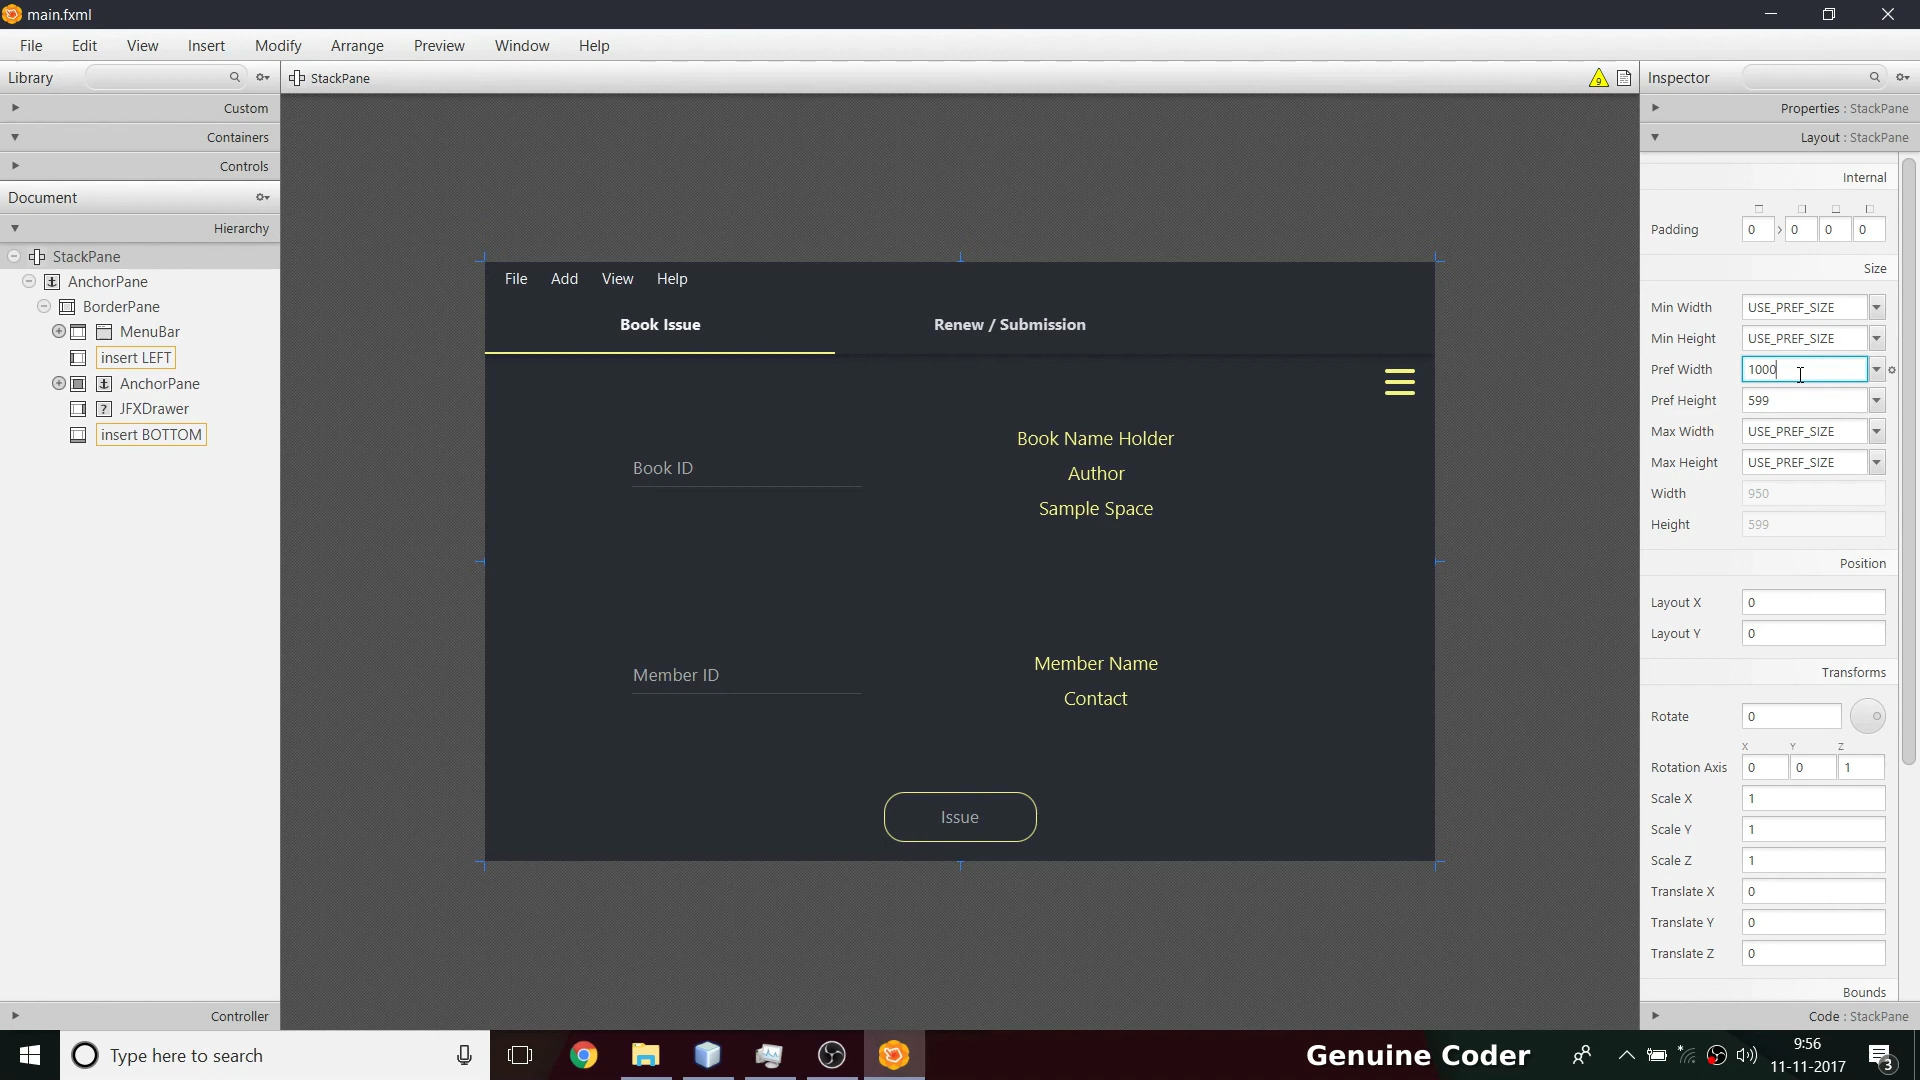 main.fxml
File Edit View Insert Modify Arrange Preview Window Help
Library
StackPane
9
Inspector
Custom
Containers
Controls
Document
Hierarchy
StackPane
AnchorPane
BorderPane
MenuBar
insert LEFT
AnchorPane
? JFXDrawer
insert BOTTOM
Controller
File Add View Help
Book Issue
Renew / Submission
Book ID
Book Name Holder
Author
Sample Space
Member ID
Member Name
Contact
Issue
Properties : StackPane
Layout : StackPane
Internal
Padding 0 0 0 0
Size
Min Width USE_PREF_SIZE
Min Height USE_PREF_SIZE
Pref Width 1000
Pref Height 599
Max Width USE_PREF_SIZE
Max Height USE_PREF_SIZE
Width 950
Height 599
Position
Layout X 0
Layout Y 0
Transforms
Rotate 0
X Y Z
Rotation Axis 0 0 1
Scale X 1
Scale Y 1
Scale Z 1
Translate X 0
Translate Y 0
Translate Z 0
Bounds
Code : StackPane
Type here to search
Genuine Coder
9:56
11-11-2017
3